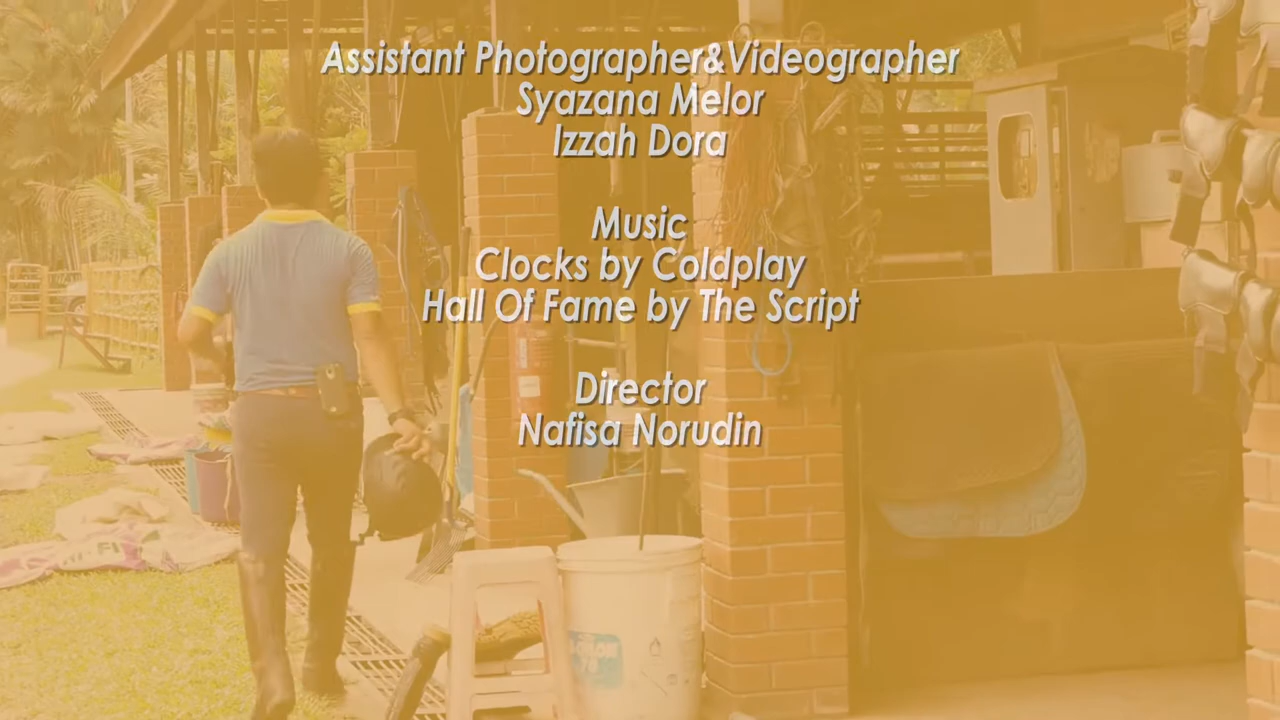 Assistant Photographer&Videographer
Syazana Melor
Izzah Dora
Music
Clocks by Coldplay
Hall Of Fame by The Script
Director
Nafisa Norudin